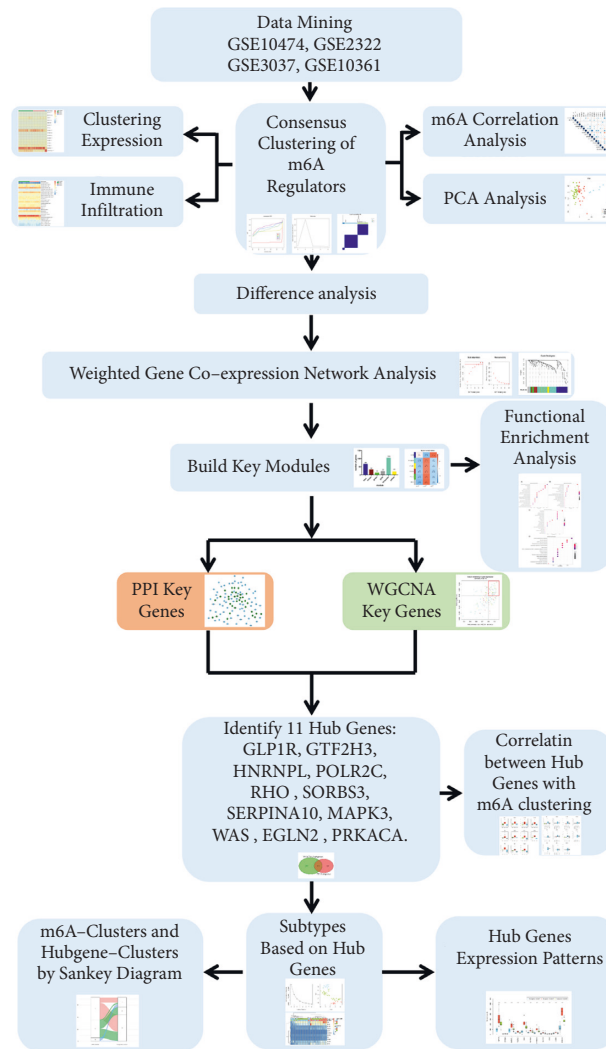 Data Mining
GSE10474, GSE2322
GSE3037, GSE10361
Clustering
Expression
Immune
Infiltration
Consensus
Clustering of
m6A
Regulators
m6A Correlation
Analysis
PCA Analysis
Difference analysis
Weighted Gene Co–expression Network Analysis
Build Key Modules
Functional
Enrichment
Analysis
PPI Key
Genes
WGCNA
Key Genes
Identify 11 Hub Genes:
GLP1R, GTF2H3,
HNRNPL, POLR2C,
RHO , SORBS3,
SERPINA10, MAPK3,
WAS , EGLN2 , PRKACA.
Correlatin
between Hub
Genes with
m6A clustering
m6A–Clusters and
Hubgene–Clusters
by Sankey Diagram
Subtypes
Based on Hub
Genes
Hub Genes
Expression Patterns